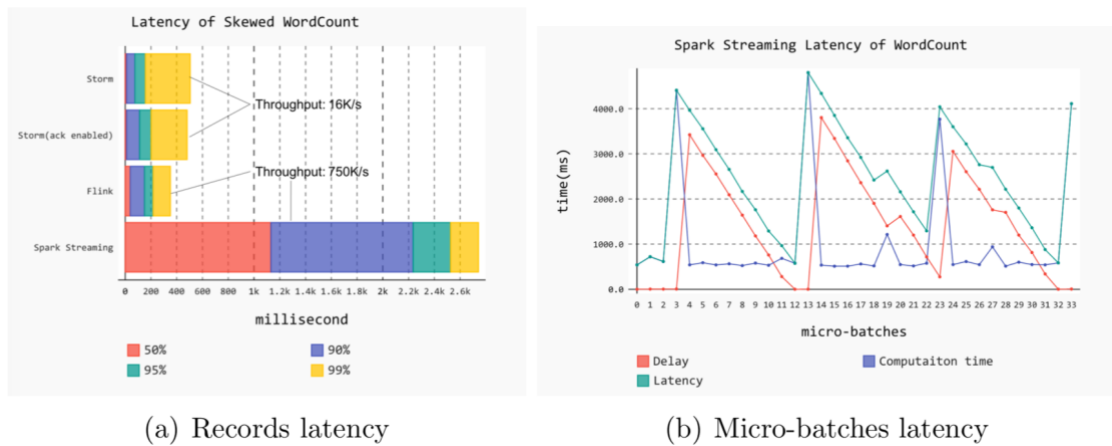 Latency of Skewed WordCount
Storm
Storm(ack enabled)
Flink
Spark Streaming
Throughput: 16K/s
Throughput: 750K/s
0 200 400 600 800 1k 1.2k 1.4k 1.6k 1.8k 2k 2.2k 2.4k 2.6k
millisecond
50% 90%
95% 99%
(a) Records latency
Spark Streaming Latency of WordCount
time(ms)
4000.0
3000.0
2000.0
1000.0
0.0
0 1 2 3 4 5 6 7 8 9 10 11 12 13 14 15 16 17 18 19 20 21 22 23 24 25 26 27 28 29 30 31 32 33
micro-batches
Delay Computaiton time
Latency
(b) Micro-batches latency